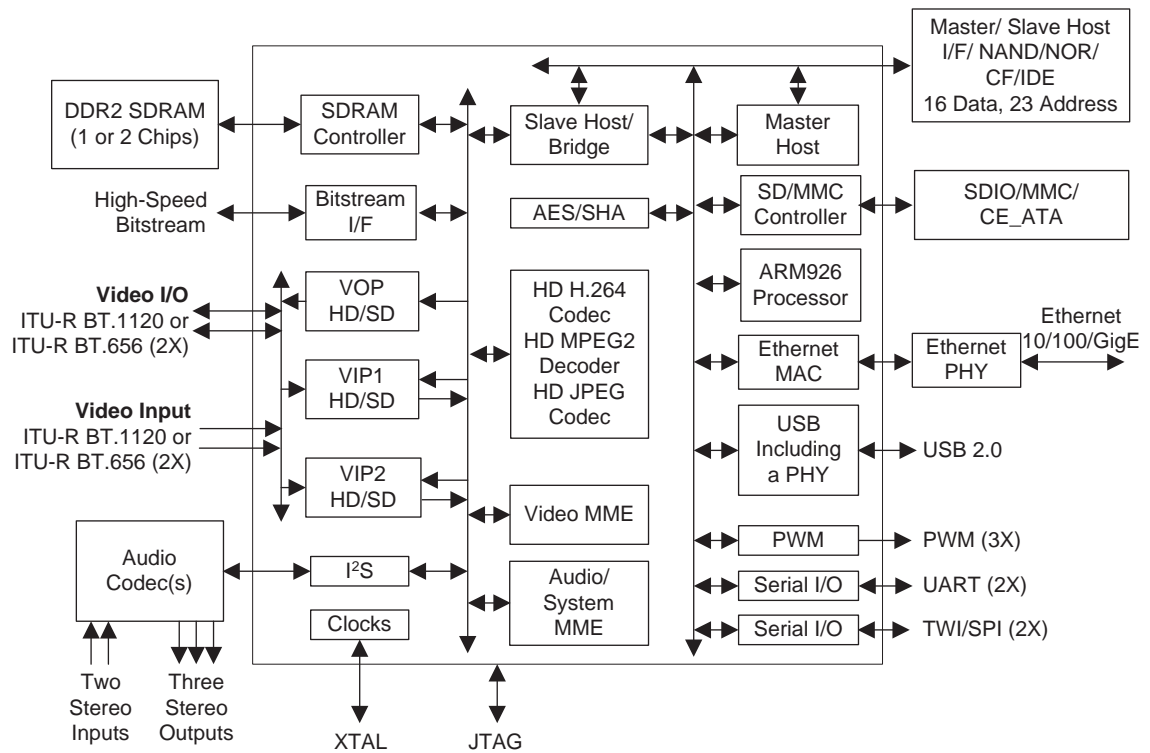 Master/ Slave Host
I/F/ NAND/NOR/
CF/IDE
16 Data, 23 Address
DDR2 SDRAM
(1 or 2 Chips)
SDRAM
Controller
Slave Host/
Bridge
Master
Host
High-Speed
Bitstream
Bitstream
I/F
AES/SHA
SD/MMC
Controller
SDIO/MMC/
CE_ATA
Video I/O
ITU-R BT.1120 or
ITU-R BT.656 (2X)
VOP
HD/SD
HD H.264
Codec
HD MPEG2
Decoder
HD JPEG
Codec
ARM926
Processor
Ethernet
MAC
Ethernet
PHY
Ethernet
10/100/GigE
VIP1
HD/SD
Video Input
ITU-R BT.1120 or
ITU-R BT.656 (2X)
USB
Including
a PHY
USB 2.0
VIP2
HD/SD
Video MME
PWM
PWM (3X)
Audio
Codec(s)
I²S
Audio/
System
MME
Serial I/O
UART (2X)
Clocks
Serial I/O
TWI/SPI (2X)
Two
Stereo
Inputs
Three
Stereo
Outputs
XTAL
JTAG